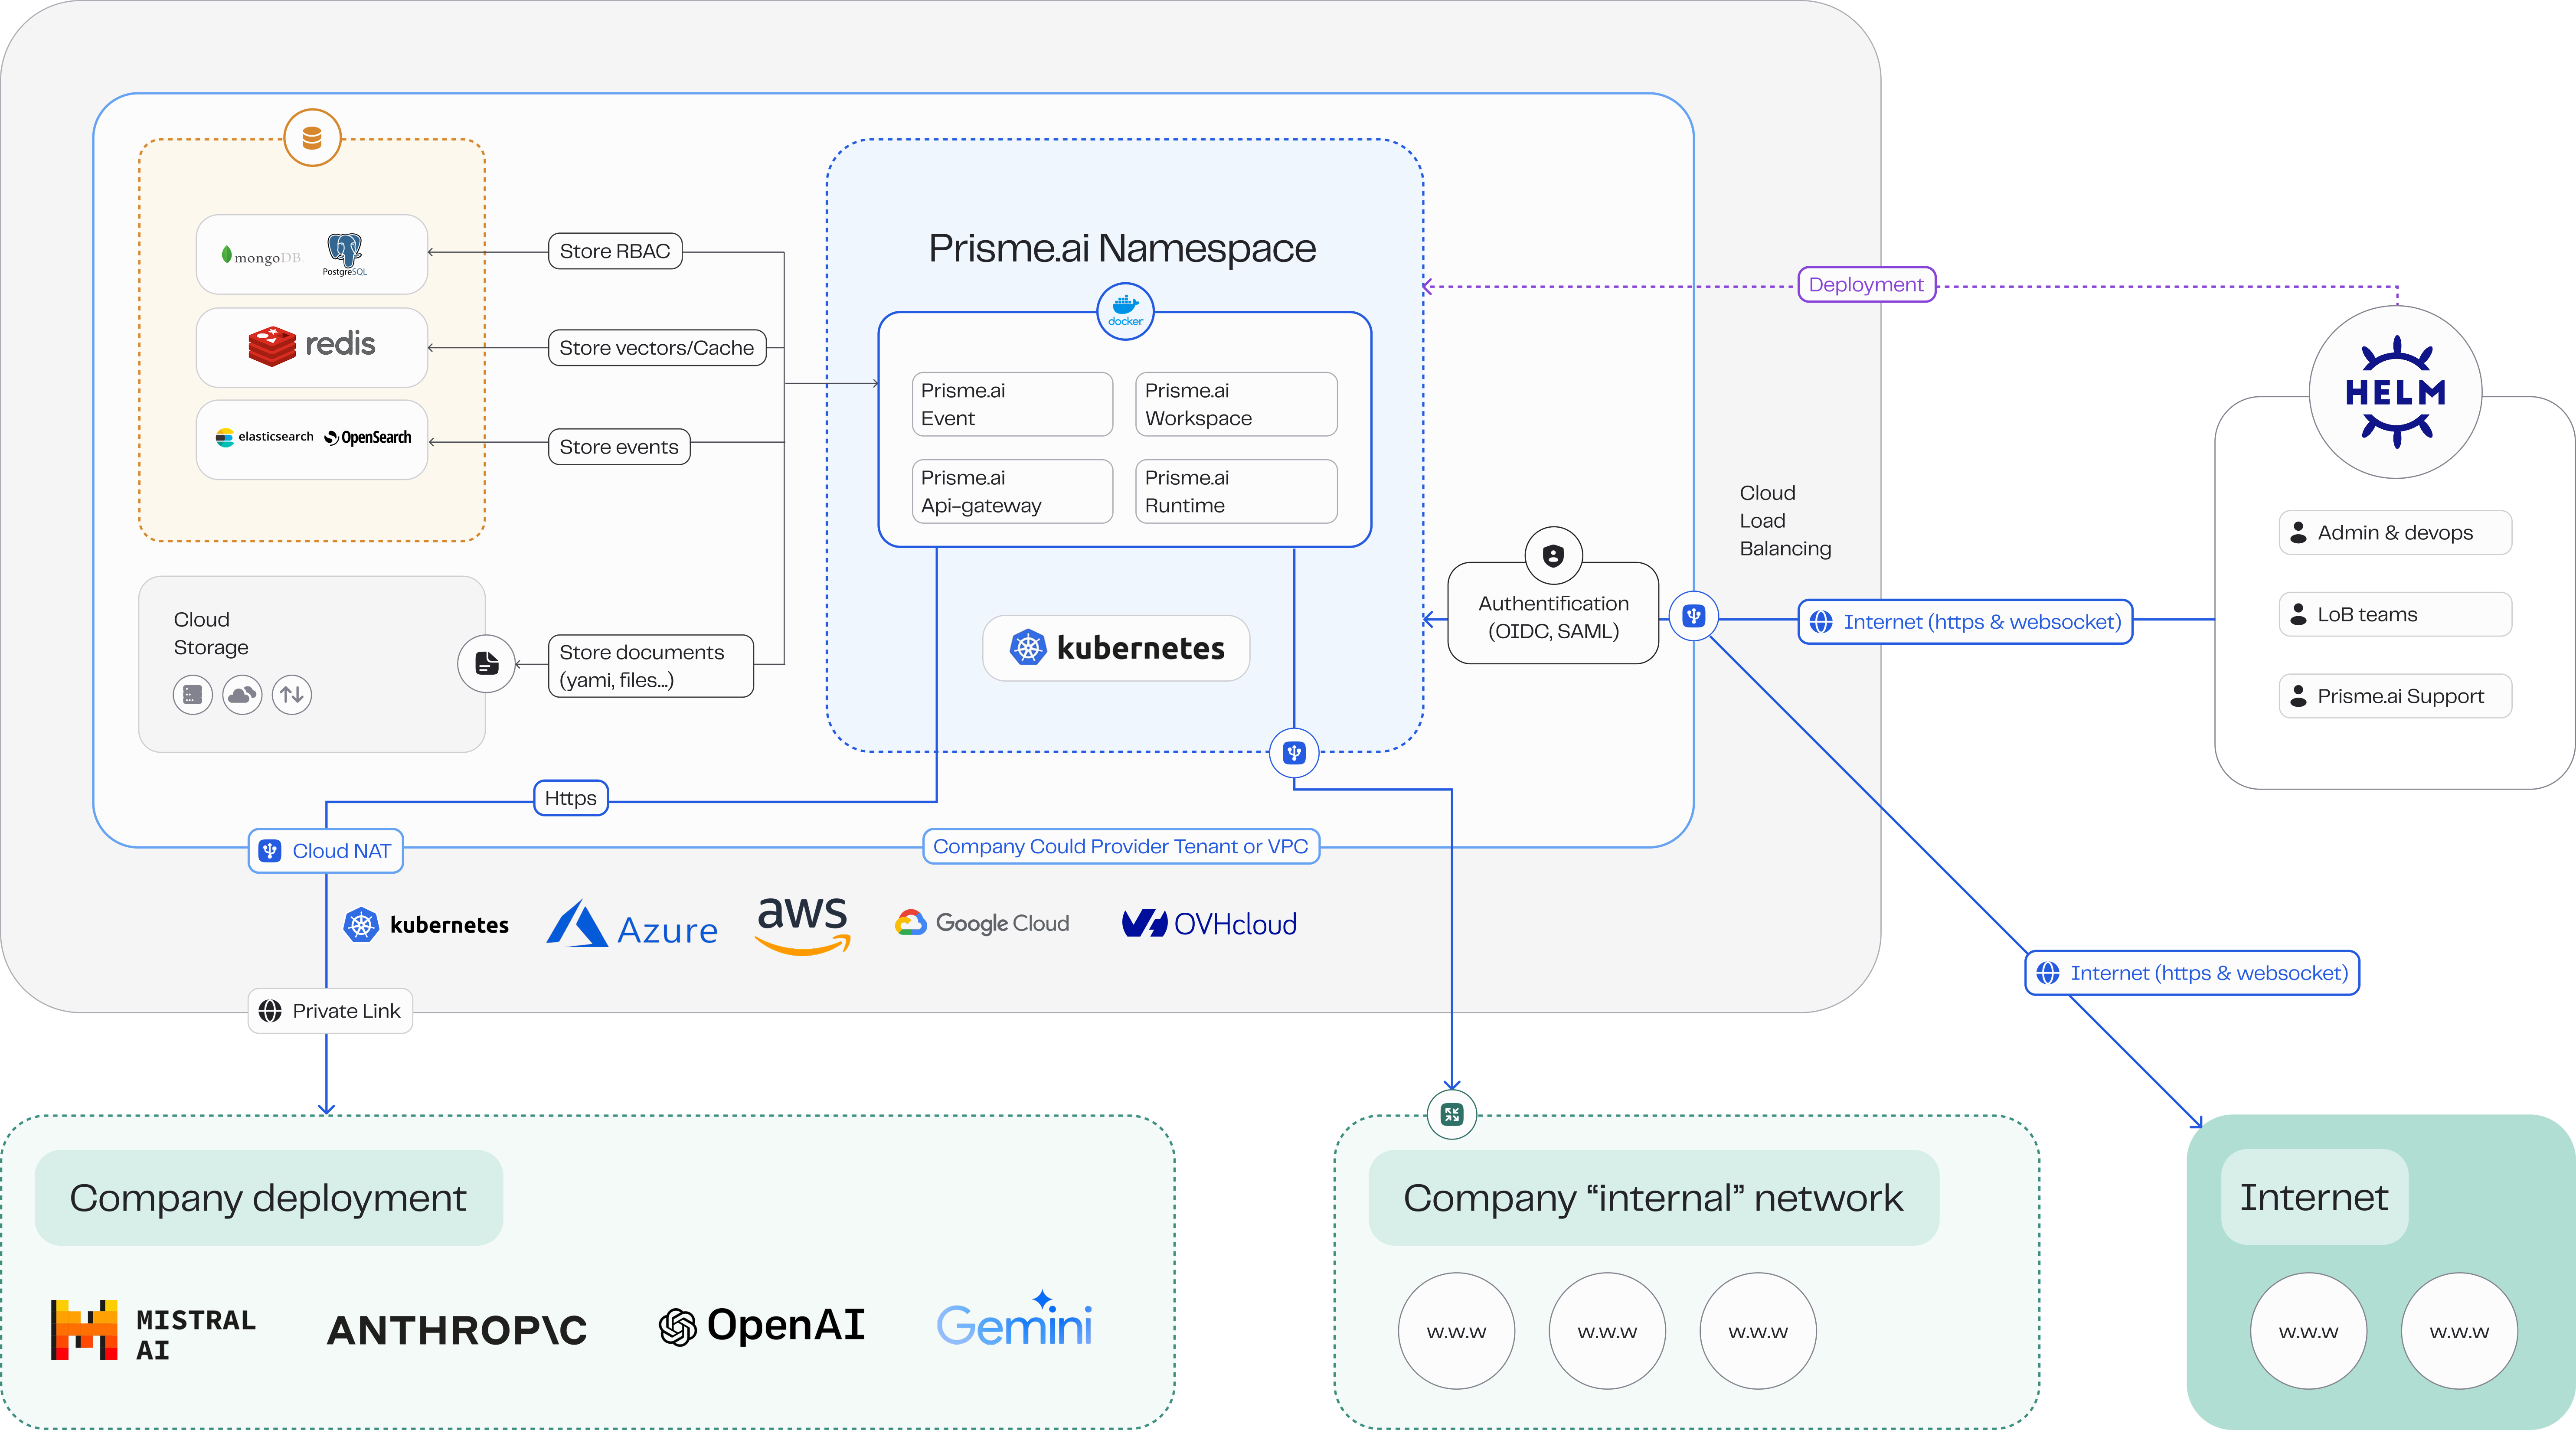 mongoDB.
PostgreSQL
redis
elasticsearch
OpenSearch
Store RBAC
Store vectors/Cache
Store events
Store documents
(yami, files...)
Cloud
Storage
Prisme.ai Namespace
docker
Prisme.ai
Event
Prisme.ai
Workspace
Prisme.ai
Api-gateway
Prisme.ai
Runtime
kubernetes
Authentification
(OIDC, SAML)
Cloud
Load
Balancing
Deployment
Internet (https & websocket)
HELM
Admin & devops
LoB teams
Prisme.ai Support
Https
Cloud NAT
Company Could Provider Tenant or VPC
kubernetes
Azure
aws
Google Cloud
OVHcloud
Private Link
Internet (https & websocket)
Company deployment
MISTRAL
AI
ANTHROP\C
OpenAI
Gemini
Company “internal” network
w.w.w
w.w.w
w.w.w
Internet
w.w.w
w.w.w